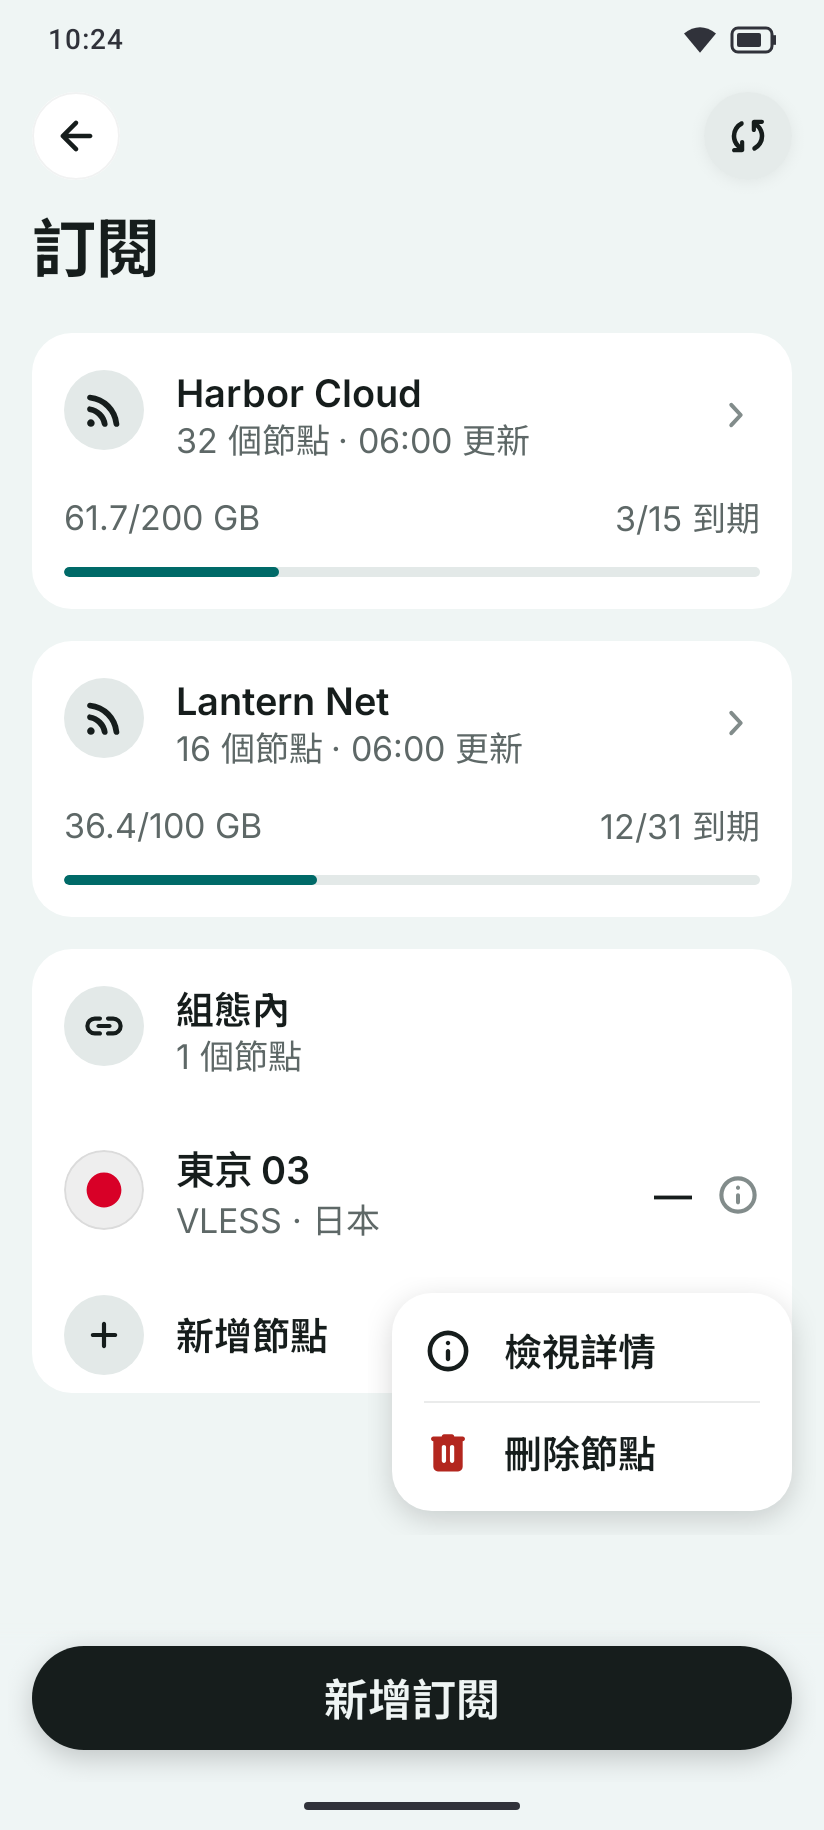 10:24
訂閱
Harbor Cloud
32 個節點 · 06:00 更新
61.7/200 GB
3/15 到期
Lantern Net
16 個節點 · 06:00 更新
36.4/100 GB
12/31 到期
組態內
1 個節點
東京 03
VLESS · 日本
—
新增節點
檢視詳情
刪除節點
新增訂閱